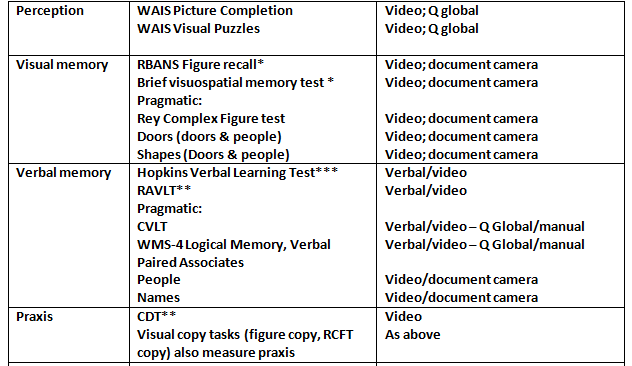 Perception WAIS Picture Completion Video; Q global
WAIS Visual Puzzles Video; Q global
Visual memory RBANS Figure recall* Video; document camera
Brief visuospatial memory test * Video; document camera
Pragmatic:
Rey Complex Figure test Video; document camera
Doors (doors & people) Video; document camera
Shapes (Doors & people) Video; document camera
Verbal memory Hopkins Verbal Learning Test*** Verbal/video
RAVLT** Verbal/video
Pragmatic:
CVLT Verbal/video – Q Global/manual
WMS-4 Logical Memory, Verbal Verbal/video – Q Global/manual
Paired Associates
People Video/document camera
Names Video/document camera
Praxis CDT** Video
Visual copy tasks (figure copy, RCFT As above
copy) also measure praxis